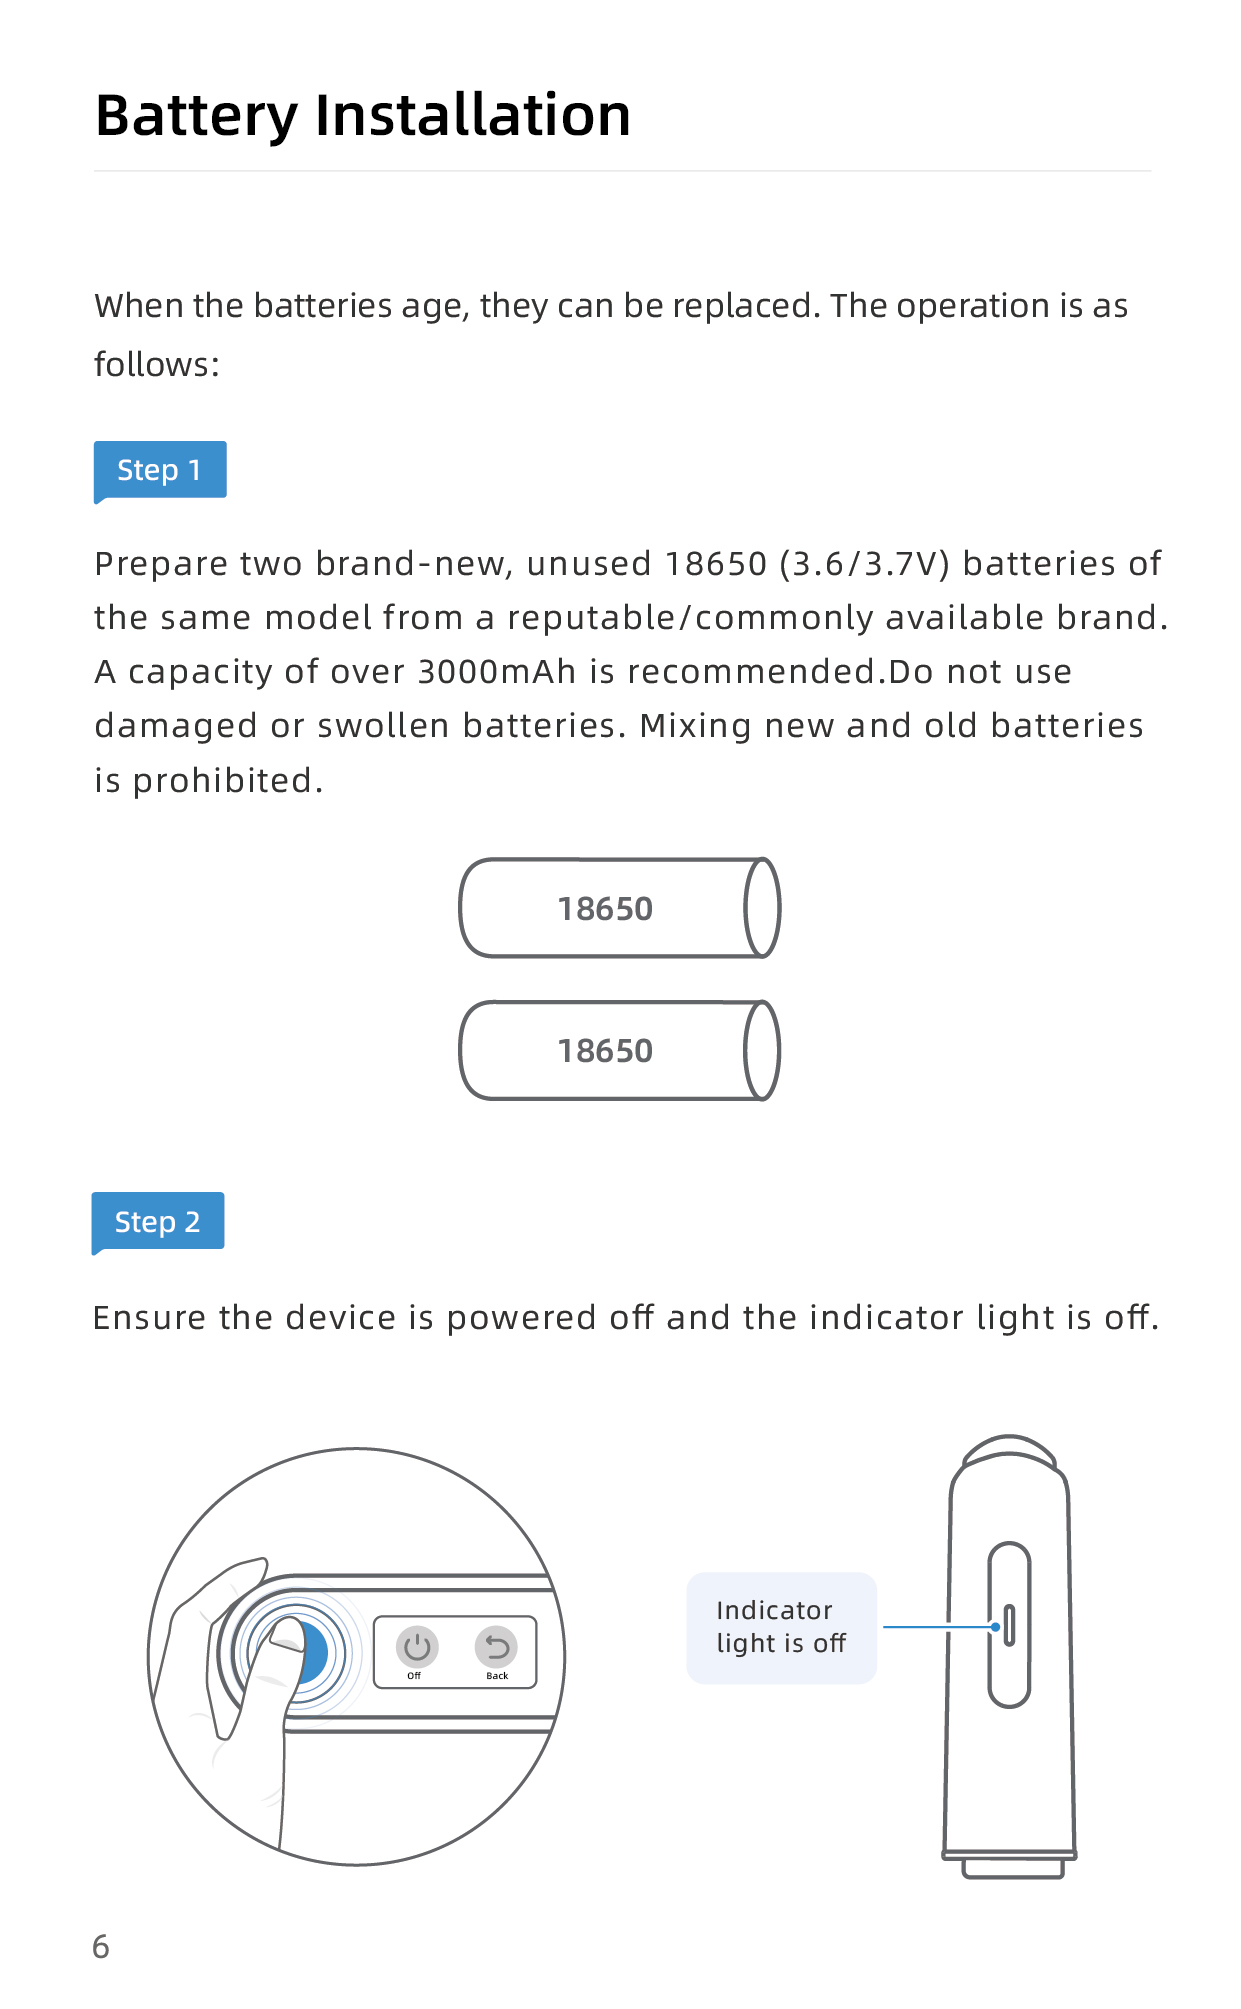 Battery Installation
When the batteries age, they can be replaced. The operation is as
follows:
Step 1
Prepare two brand-new, unused 18650 (3.6/3.7V) batteries of
the same model from a reputable/commonly available brand.
A capacity of over 3000mAh is recommended.Do not use
damaged or swollen batteries. Mixing new and old batteries
is prohibited.
18650
18650
Step 2
Ensure the device is powered off and the indicator light is off.
Off
Back
Indicator
light is off
6